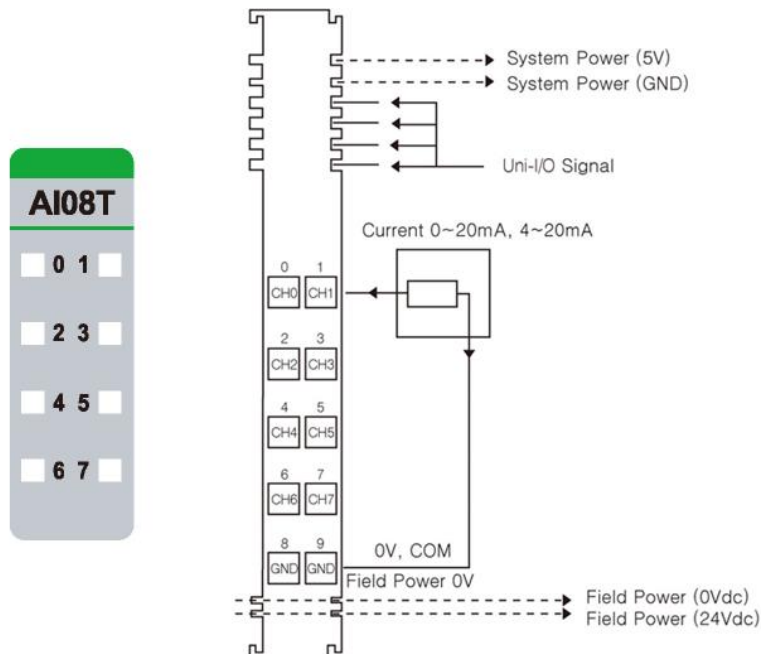 System Power (5V)
System Power (GND)
Uni-I/O Signal
AI08T
0 1
2 3
4 5
6 7
Current 0~20mA, 4~20mA
0 1
CH0 CH1
2 3
CH2 CH3
4 5
CH4 CH5
6 7
CH6 CH7
8 9
GND GND
0V, COM
Field Power 0V
Field Power (0Vdc)
Field Power (24Vdc)